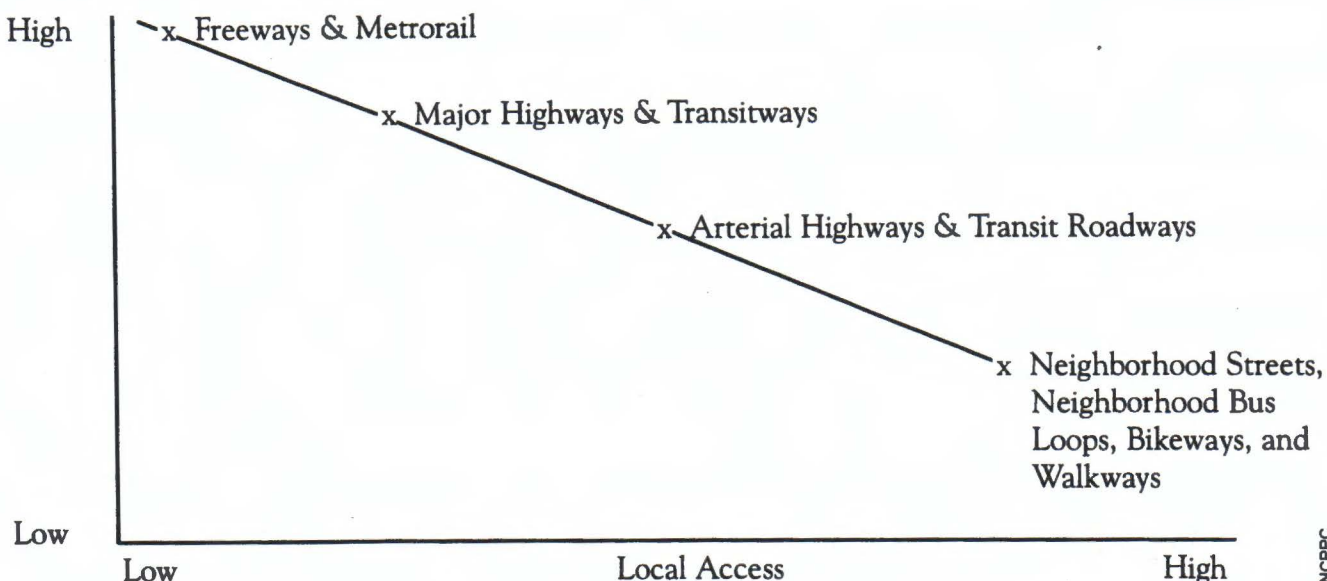 High
x Freeways & Metrorail
x Major Highways & Transitways
x Arterial Highways & Transit Roadways
x Neighborhood Streets,
Neighborhood Bus
Loops, Bikeways, and
Walkways
Low
Low Local Access High